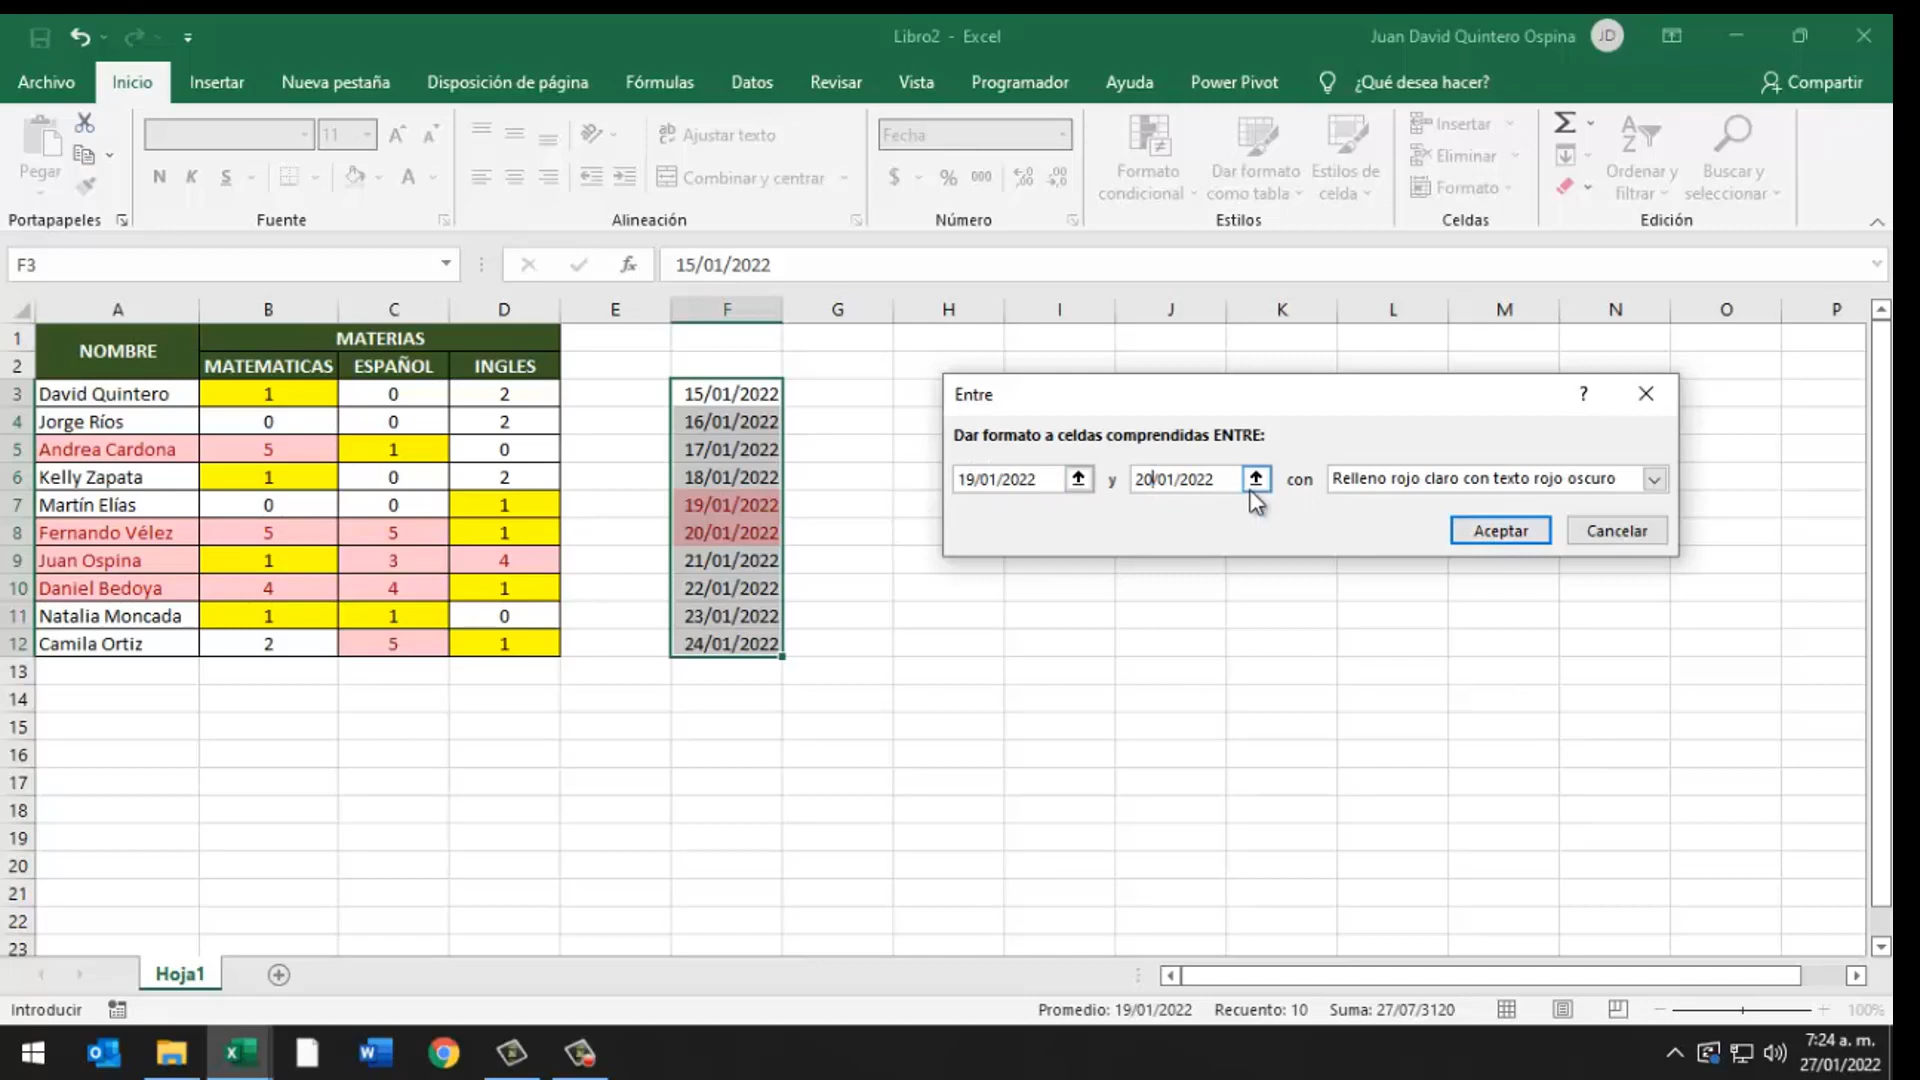 Libro2 - Excel
Juan David Quintero Ospina JD
Archivo Inicio Insertar Nueva pestaña Disposición de página Fórmulas Datos Revisar Vista Programador Ayuda Power Pivot ¿Qué desea hacer? Compartir
Pegar
Portapapeles
11
N K S
Fuente
Ajustar texto
Combinar y centrar
Alineación
Fecha
$ % 000
Número
Formato condicional
Dar formato como tabla
Estilos de celda
Estilos
Insertar
Eliminar
Formato
Celdas
Ordenar y filtrar
Buscar y seleccionar
Edición
F3 fx 15/01/2022
A B C D E F G H I J K L M N O P
1 NOMBRE MATERIAS
2 MATEMATICAS ESPAÑOL INGLES
3 David Quintero 1 0 2 15/01/2022
4 Jorge Ríos 0 0 2 16/01/2022
5 Andrea Cardona 5 1 0 17/01/2022
6 Kelly Zapata 1 0 2 18/01/2022
7 Martín Elías 0 0 1 19/01/2022
8 Fernando Vélez 5 5 1 20/01/2022
9 Juan Ospina 1 3 4 21/01/2022
10 Daniel Bedoya 4 4 1 22/01/2022
11 Natalia Moncada 1 1 0 23/01/2022
12 Camila Ortiz 2 5 1 24/01/2022
13
14
15
16
17
18
19
20
21
22
23
Entre ?
Dar formato a celdas comprendidas ENTRE:
19/01/2022 y 20/01/2022 con Relleno rojo claro con texto rojo oscuro
Aceptar Cancelar
Hoja1
Introducir Promedio: 19/01/2022 Recuento: 10 Suma: 27/07/3120 100%
7:24 a. m.
27/01/2022